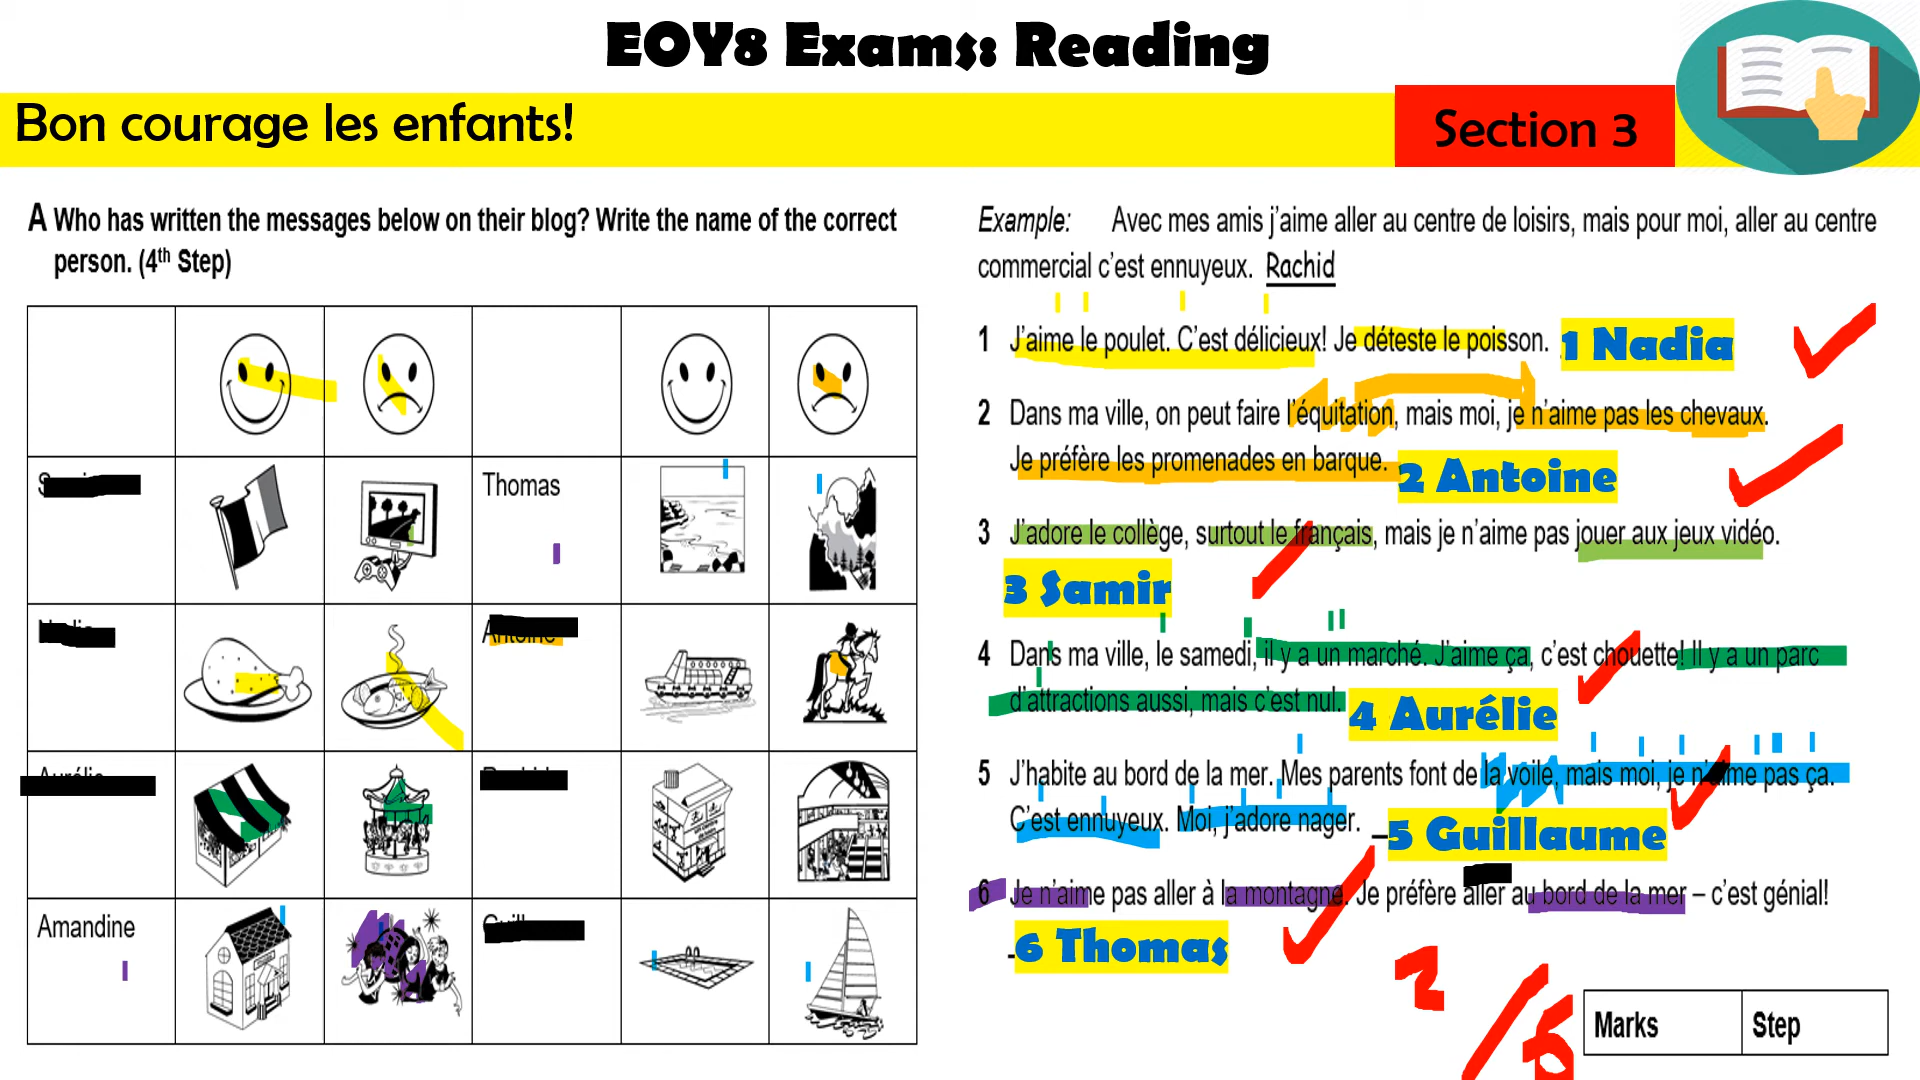 EOY8 Exams: Reading
Bon courage les enfants!
Section 3
A Who has written the messages below on their blog? Write the name of the correct
person. (4th Step)
Thomas
Antoine
Amandine
Example: Avec mes amis j'aime aller au centre de loisirs, mais pour moi, aller au centre
commercial c'est ennuyeux. Rachid
1 J'aime le poulet. C'est délicieux! Je déteste le poisson. 1 Nadia
2 Dans ma ville, on peut faire l'équitation, mais moi, je n'aime pas les chevaux.
Je préfère les promenades en barque. 2 Antoine
3 J'adore le collège, surtout le français, mais je n'aime pas jouer aux jeux vidéo.
3 Samir
4 Dans ma ville, le samedi, il y a un marché. J'aime ça, c'est chouette! Il y a un parc
d'attractions aussi, mais c'est nul. 4 Aurélie
5 J'habite au bord de la mer. Mes parents font de la voile, mais moi, je n'aime pas ça.
C'est ennuyeux. Moi, j'adore nager. –5 Guillaume
6 Je n'aime pas aller à la montagne. Je préfère aller au bord de la mer – c'est génial!
-6 Thomas
Marks Step